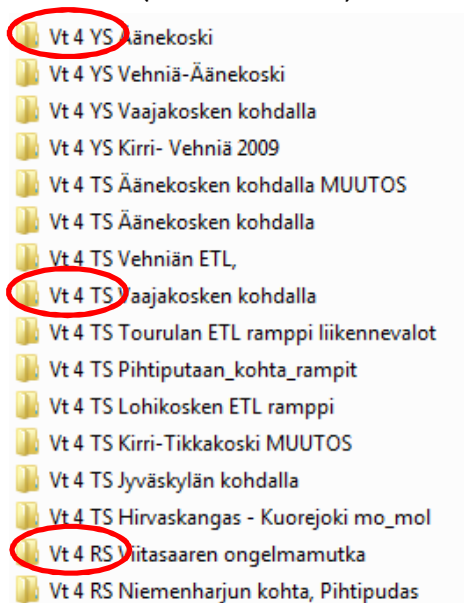 Vt 4 YS Äänekoski
Vt 4 YS Vehniä-Äänekoski
Vt 4 YS Vaajakosken kohdalla
Vt 4 YS Kirri- Vehniä 2009
Vt 4 TS Äänekosken kohdalla MUUTOS
Vt 4 TS Äänekosken kohdalla
Vt 4 TS Vehniän ETL,
Vt 4 TS Vaajakosken kohdalla
Vt 4 TS Tourulan ETL ramppi liikennevalot
Vt 4 TS Pihtiputaan_kohta_rampit
Vt 4 TS Lohikosken ETL ramppi
Vt 4 TS Kirri-Tikkakoski MUUTOS
Vt 4 TS Jyväskylän kohdalla
Vt 4 TS Hirvaskangas - Kuorejoki mo_mol
Vt 4 RS Viitasaaren ongelmamutka
Vt 4 RS Niemenharjun kohta, Pihtipudas